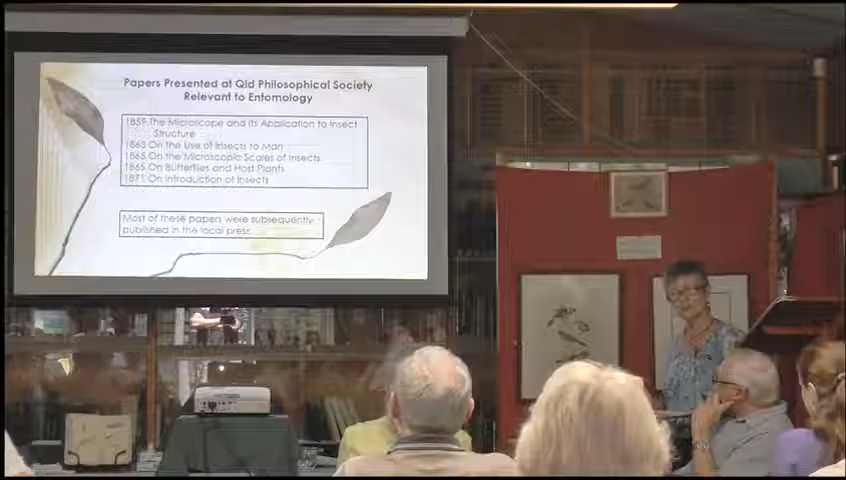 Papers Presented at Qld Philosophical Society
Relevant to Entomology
1859 The Microscope and its Application to Insect
Structure
1863 On the Use of Insects to Man
1865 On the Microscopic Scales of Insects
1865 On Butterflies and Host Plants
1871 On Introduction of Insects
Most of these papers were subsequently
published in the local press